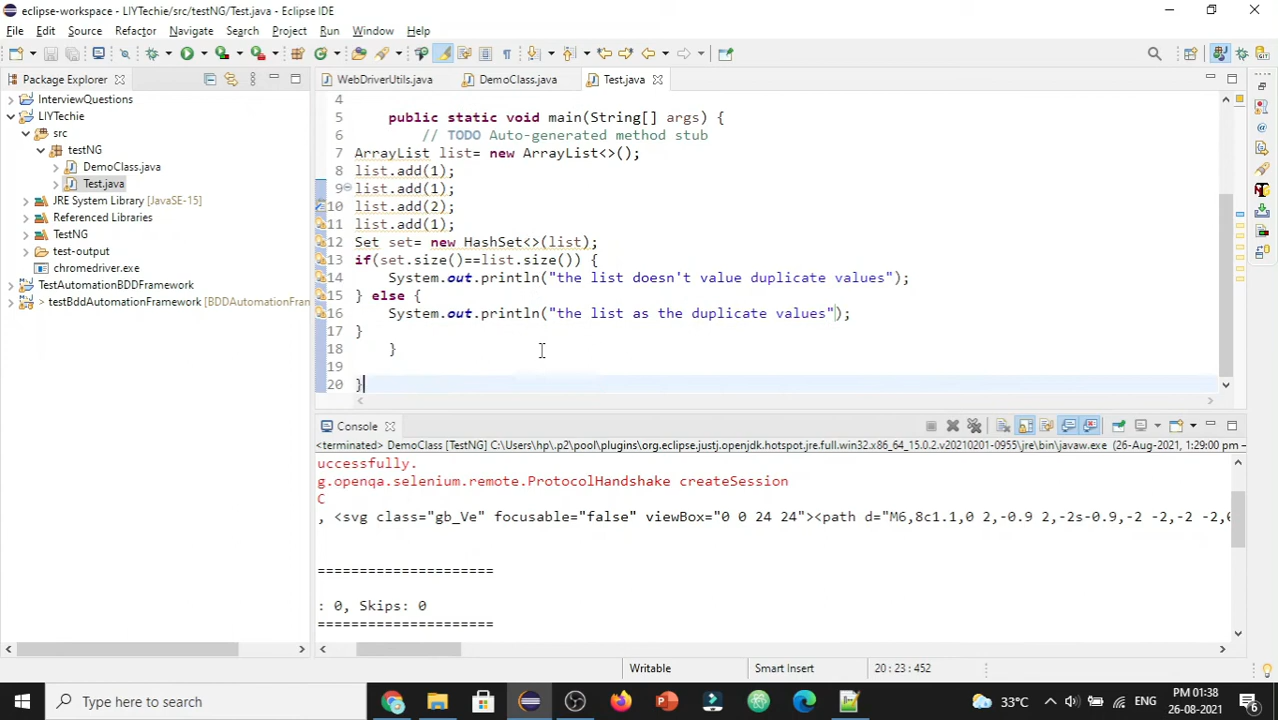 eclipse-workspace - LIYTechie/src/testNG/Test.java - Eclipse IDE
File Edit Source Refactor Navigate Search Project Run Window Help
Package Explorer
WebDriverUtils.java DemoClass.java Test.java
InterviewQuestions
LIYTechie
src
testNG
DemoClass.java
Test.java
JRE System Library [JavaSE-15]
Referenced Libraries
TestNG
test-output
chromedriver.exe
TestAutomationBDDFramework
> testBddAutomationFramework [BDDAutomationFran
4
5 public static void main(String[] args) {
6 // TODO Auto-generated method stub
7 ArrayList list= new ArrayList<>();
8 list.add(1);
9 list.add(1);
10 list.add(2);
11 list.add(1);
12 Set set= new HashSet<>(list);
13 if(set.size()==list.size()) {
14 System.out.println("the list doesn't value duplicate values");
15 } else {
16 System.out.println("the list as the duplicate values");
17 }
18 }
19
20 }
Console
<terminated> DemoClass [TestNG] C:\Users\hp\.p2\pool\plugins\org.eclipse.justj.openjdk.hotspot.jre.full.win32.x86_64_15.0.2.v20210201-0955\jre\bin\javaw.exe (26-Aug-2021, 1:29:00 pm
uccessfully.
g.openqa.selenium.remote.ProtocolHandshake createSession
C
, <svg class="gb_Ve" focusable="false" viewBox="0 0 24 24"><path d="M6,8c1.1,0 2,-0.9 2,-2s-0.9,-2 -2,-2 -2,
=====================
: 0, Skips: 0
=====================
Writable Smart Insert 20 : 23 : 452
Type here to search
33°C ENG PM 01:38
26-08-2021
6